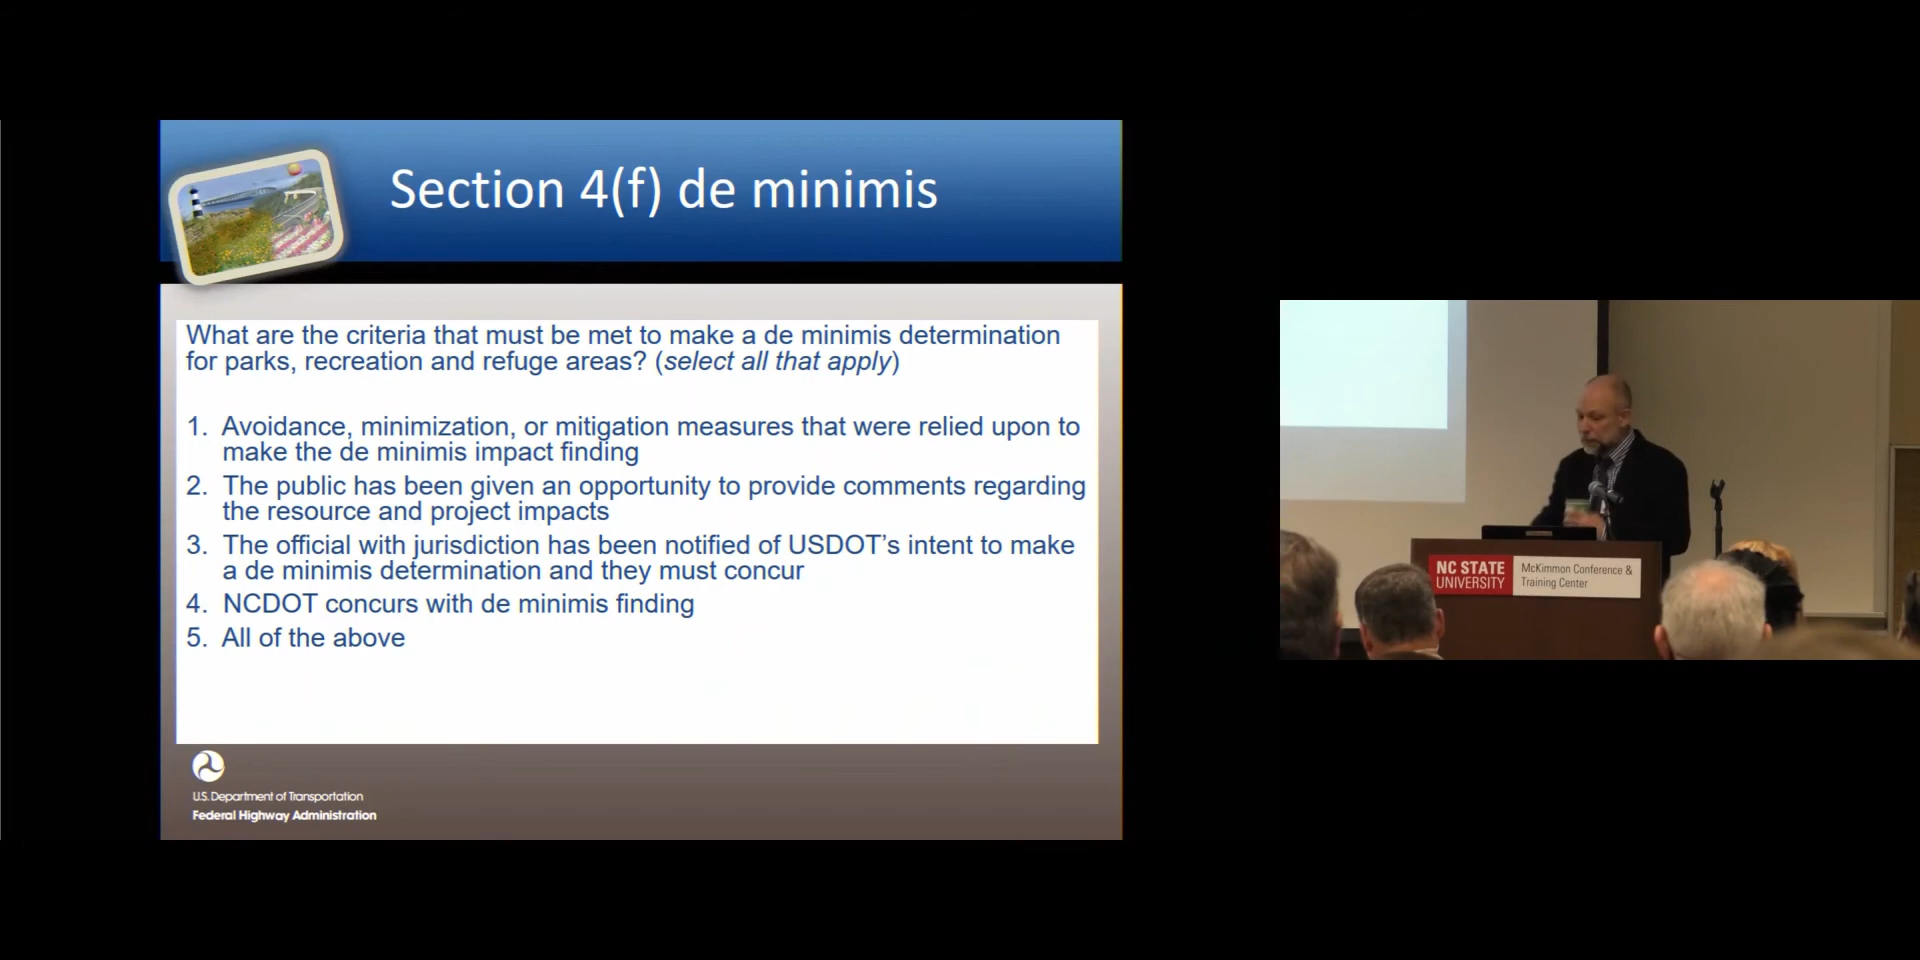 Section 4(f) de minimis
What are the criteria that must be met to make a de minimis determination
for parks, recreation and refuge areas? (select all that apply)
1. Avoidance, minimization, or mitigation measures that were relied upon to
make the de minimis impact finding
2. The public has been given an opportunity to provide comments regarding
the resource and project impacts
3. The official with jurisdiction has been notified of USDOT’s intent to make
a de minimis determination and they must concur
4. NCDOT concurs with de minimis finding
5. All of the above
U.S. Department of Transportation
Federal Highway Administration
NC STATE
UNIVERSITY
McKimmon Conference &
Training Center